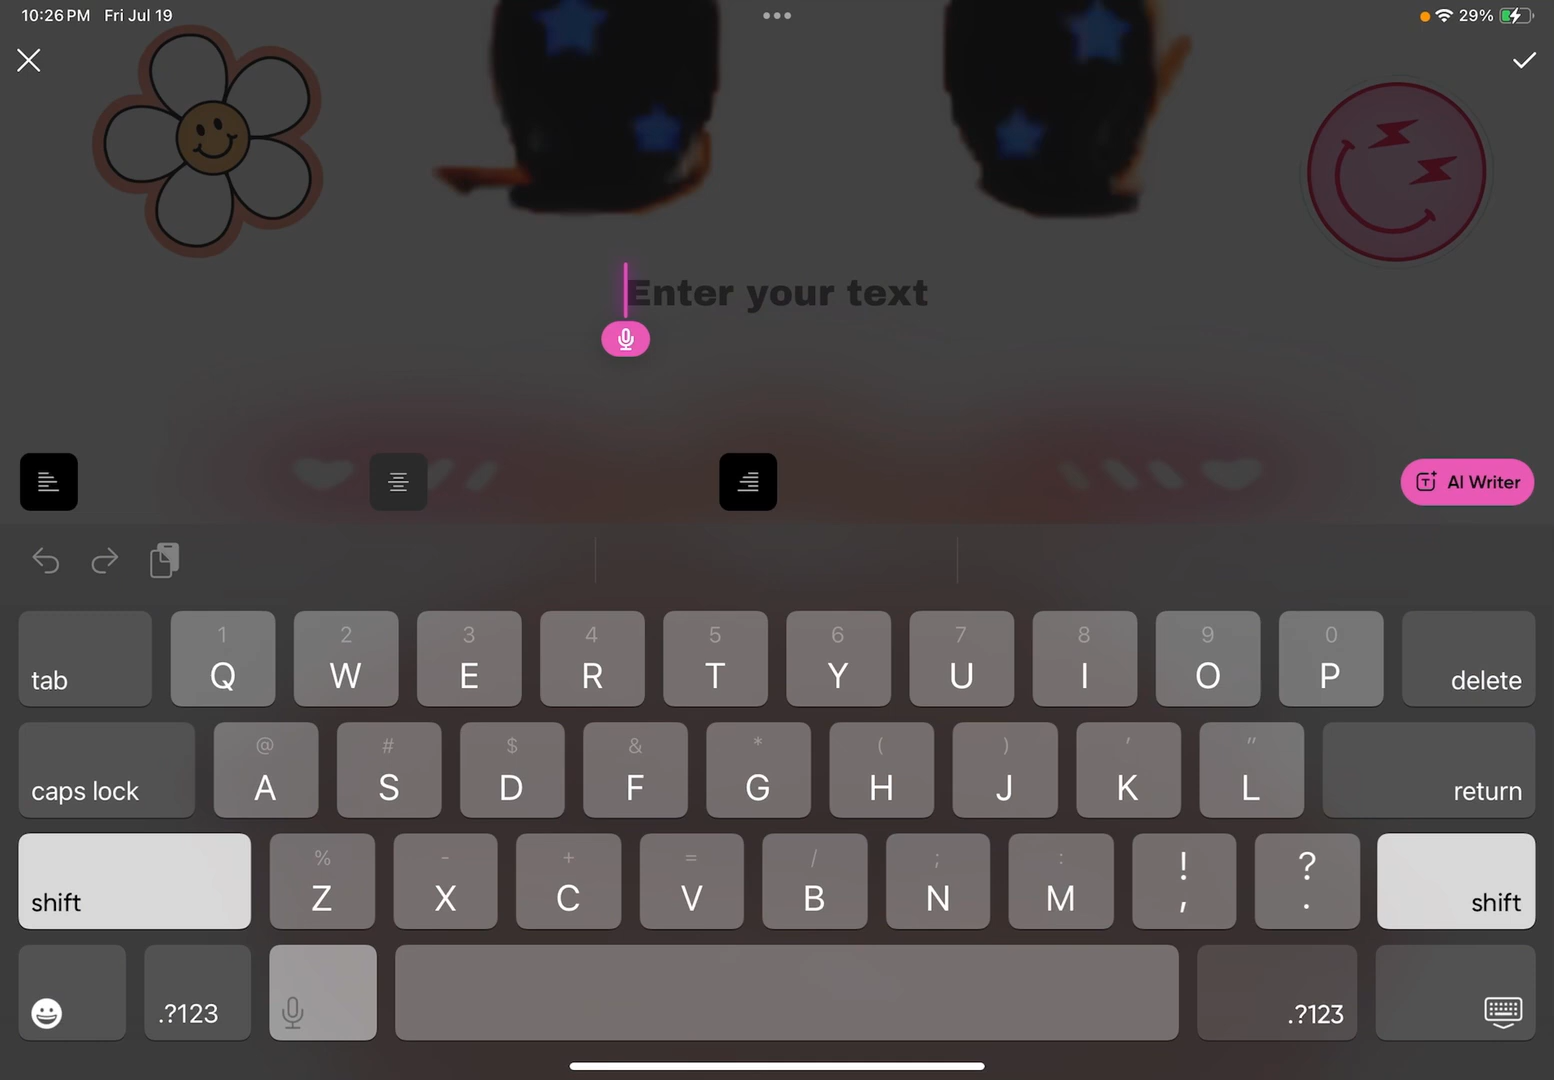 10:26 PM Fri Jul 19
29%
Enter your text
AI Writer
tab
1 2 3 4 5 6 7 8 9 0
Q W E R T Y U I O P
delete
caps lock
@ # $ & * ( ) ' "
A S D F G H J K L
return
shift
% - + = / ; : ! ?
Z X C V B N M , .
shift
.?123
.?123